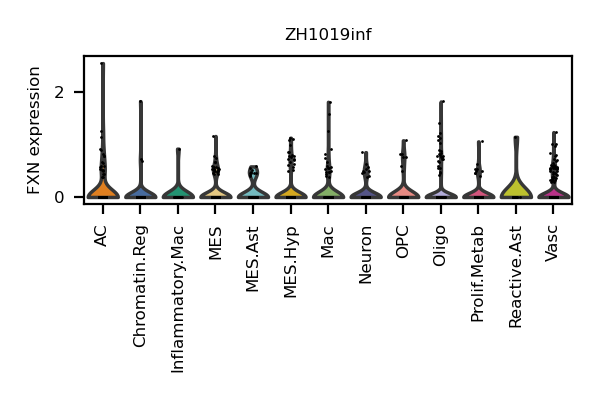 ZH1019inf
FXN expression
2
0
AC
Chromatin.Reg
Inflammatory.Mac
MES
MES.Ast
MES.Hyp
Mac
Neuron
OPC
Oligo
Prolif.Metab
Reactive.Ast
Vasc